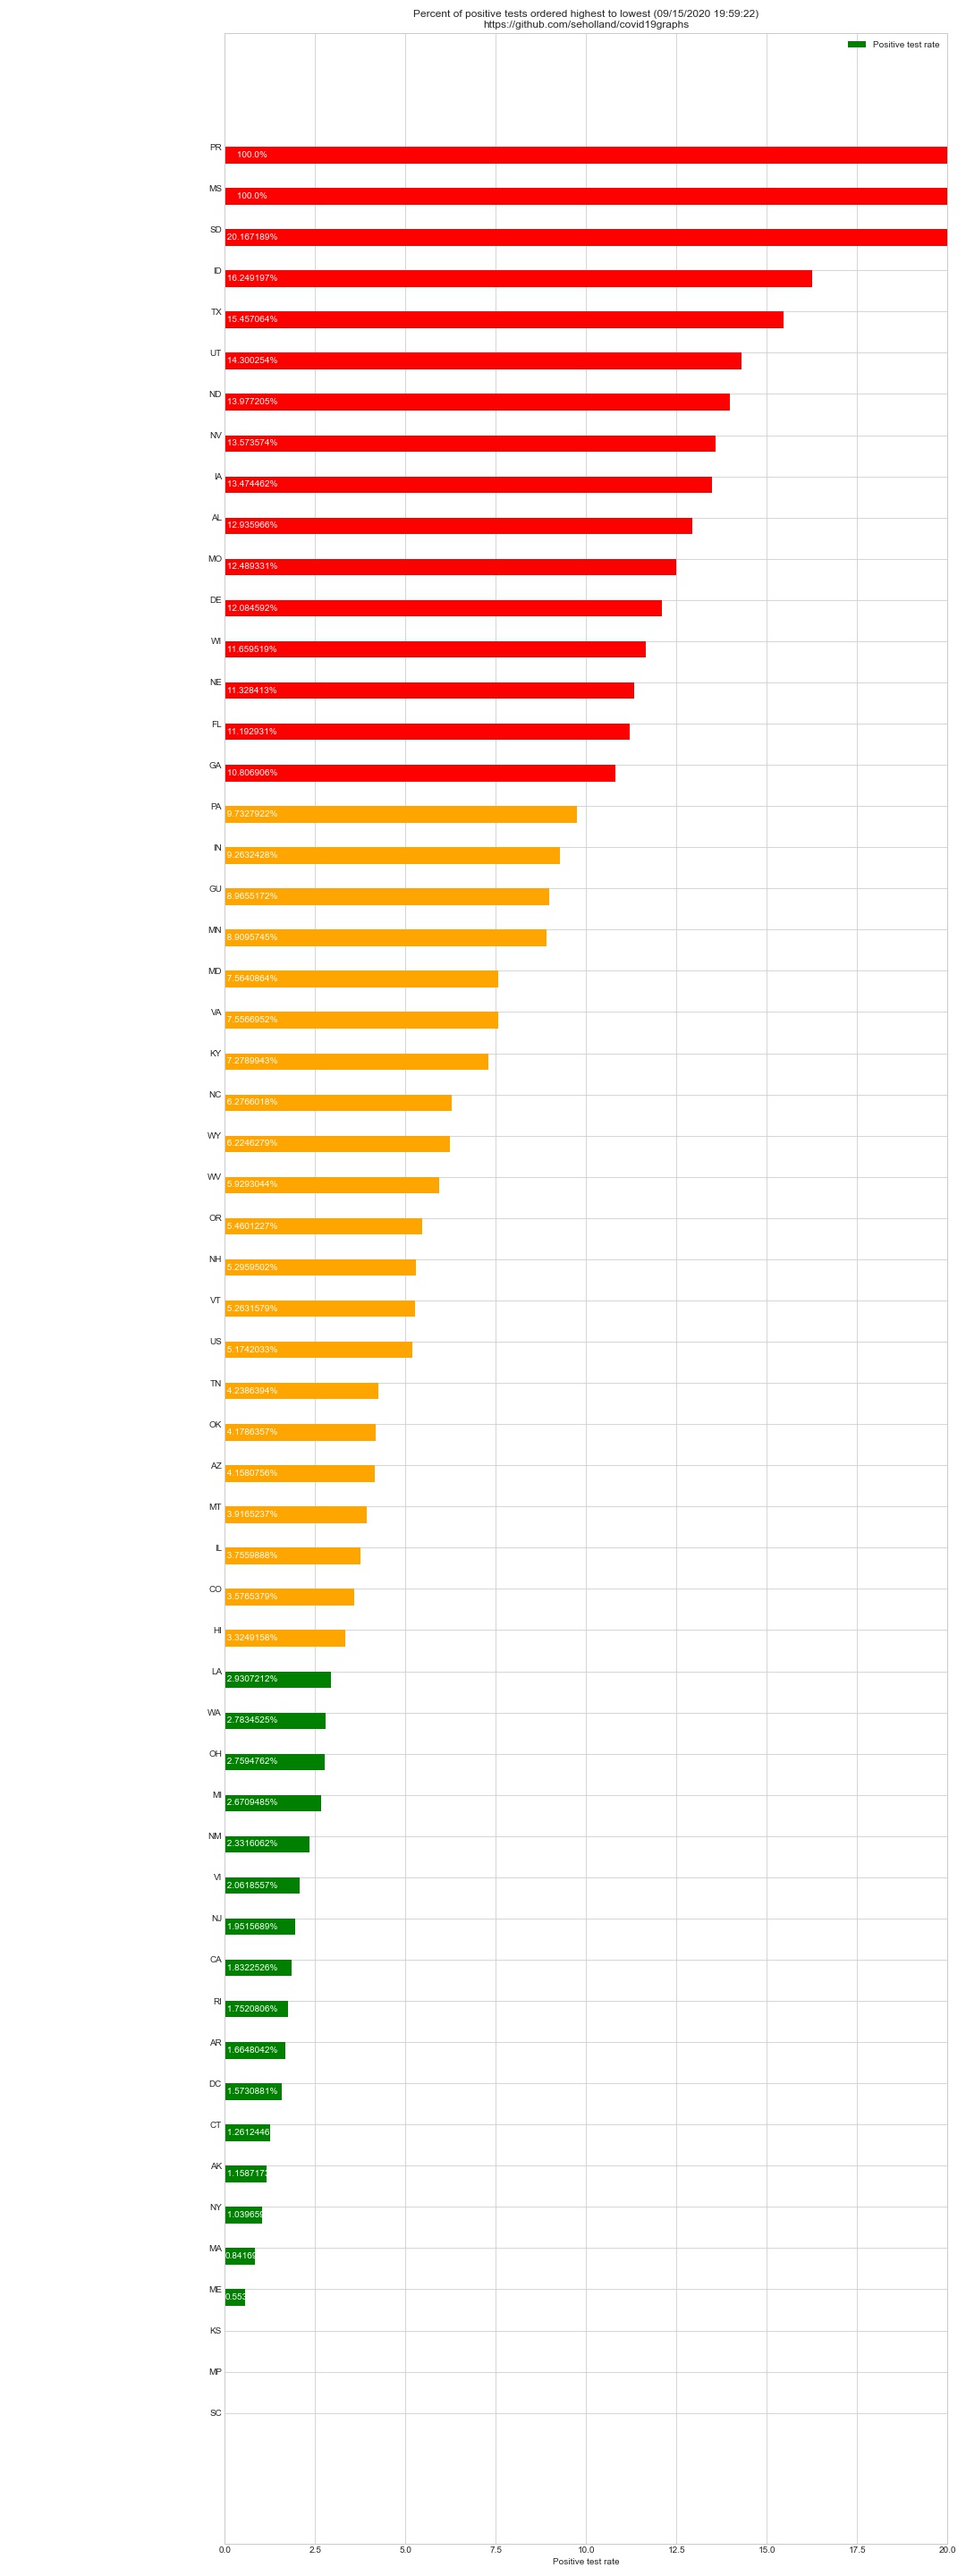 Percent of positive tests ordered highest to lowest (09/15/2020 19:59:22)
https://github.com/seholland/covid19graphs
Positive test rate
PR 100.0%
MS 100.0%
SD 20.167189%
ID 16.249197%
TX 15.457064%
UT 14.300254%
ND 13.977205%
NV 13.573574%
IA 13.474462%
AL 12.935966%
MO 12.489331%
DE 12.084592%
WI 11.659519%
NE 11.328413%
FL 11.192931%
GA 10.806906%
PA 9.7327922%
IN 9.2632428%
GU 8.9655172%
MN 8.9095745%
MD 7.5640864%
VA 7.5566952%
KY 7.2789943%
NC 6.2766018%
WY 6.2246279%
WV 5.9293044%
OR 5.4601227%
NH 5.2959502%
VT 5.2631579%
US 5.1742033%
TN 4.2386394%
OK 4.1786357%
AZ 4.1580756%
MT 3.9165237%
IL 3.7559888%
CO 3.5765379%
HI 3.3249158%
LA 2.9307212%
WA 2.7834525%
OH 2.7594762%
MI 2.6709485%
NM 2.3316062%
VI 2.0618557%
NJ 1.9515689%
CA 1.8322526%
RI 1.7520806%
AR 1.6648042%
DC 1.5730881%
CT 1.2612446
AK 1.158717
NY 1.03965
MA 0.8416
ME 0.55
KS
MP
SC
0.0 2.5 5.0 7.5 10.0 12.5 15.0 17.5 20.0
Positive test rate